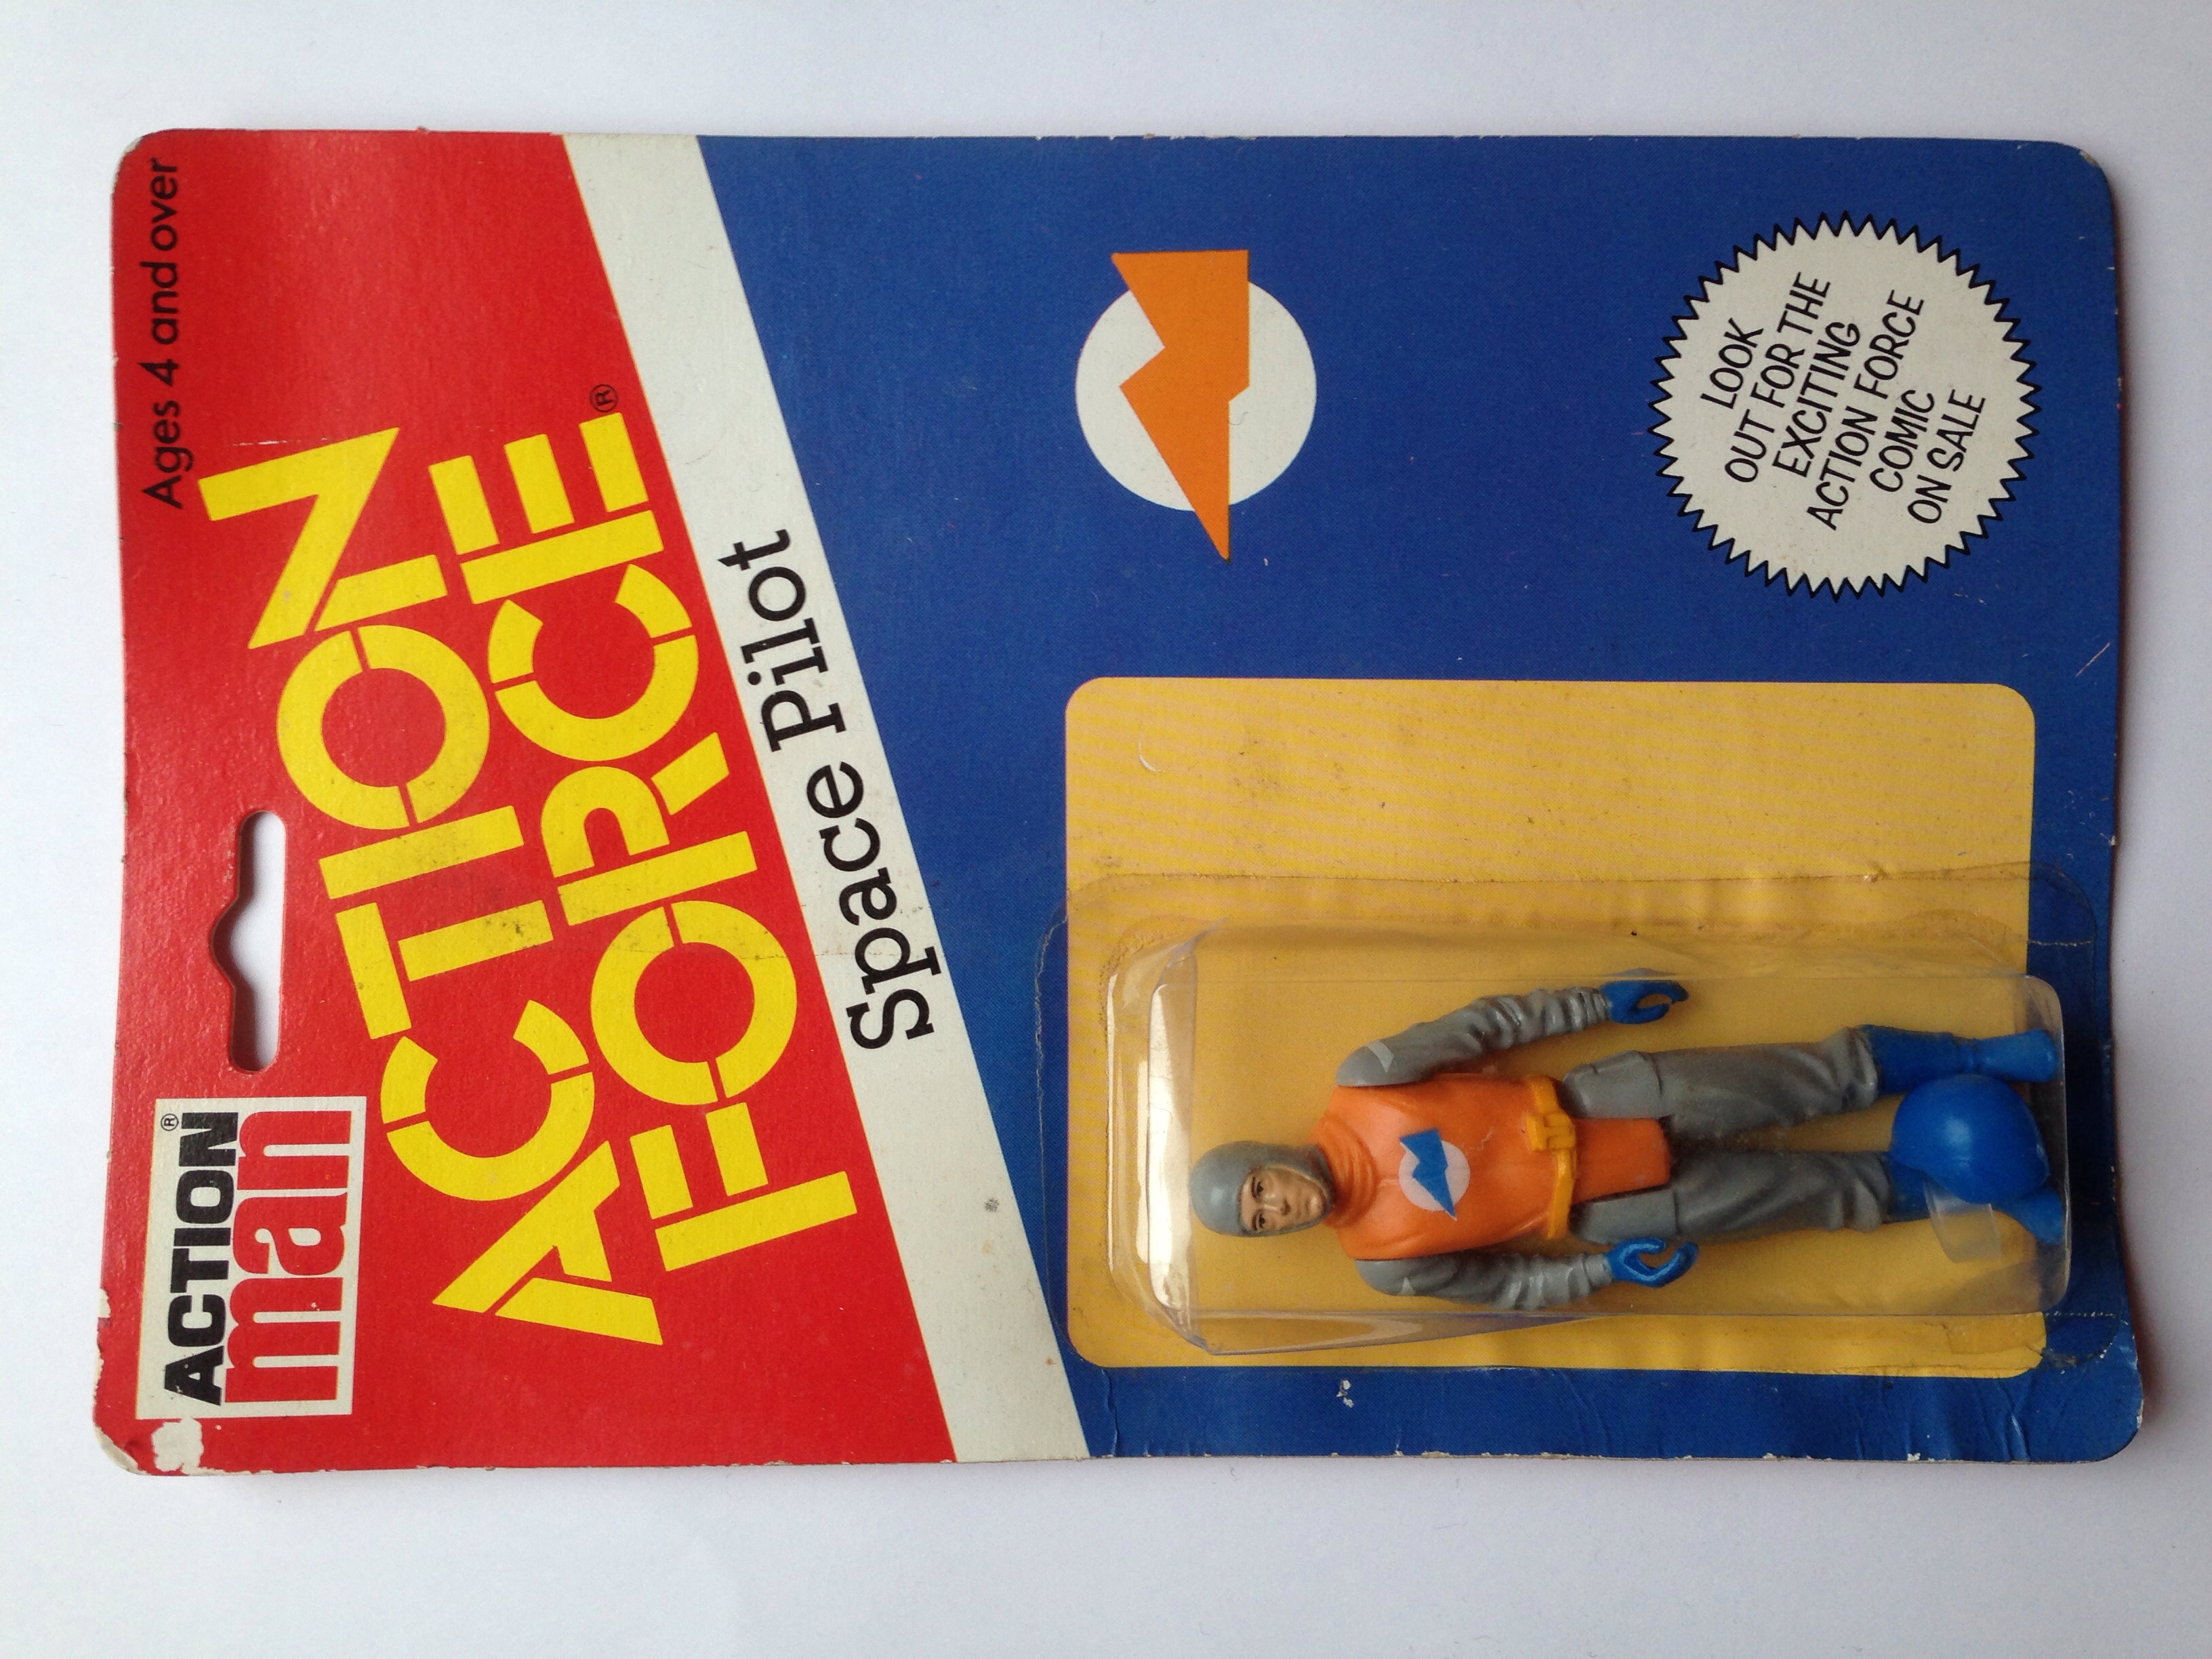 Ages 4 and over
ACTION®
man
ACTION
FORCE®
Space Pilot
LOOK
OUT FOR THE
EXCITING
ACTION FORCE
COMIC
ON SALE